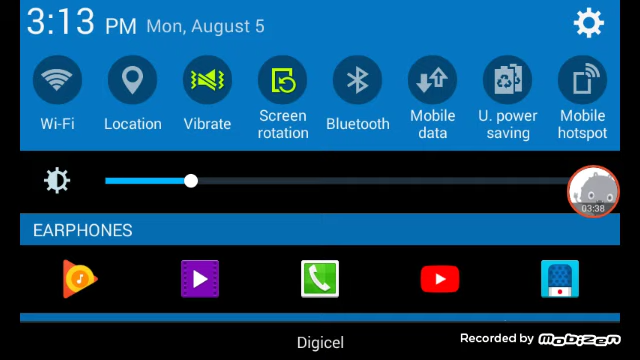 3:13 PM Mon, August 5
Wi-Fi
Location
Vibrate
Screen
rotation
Bluetooth
Mobile
data
U. power
saving
Mobile
hotspot
03:38
EARPHONES
Digicel
Recorded by Mobizen